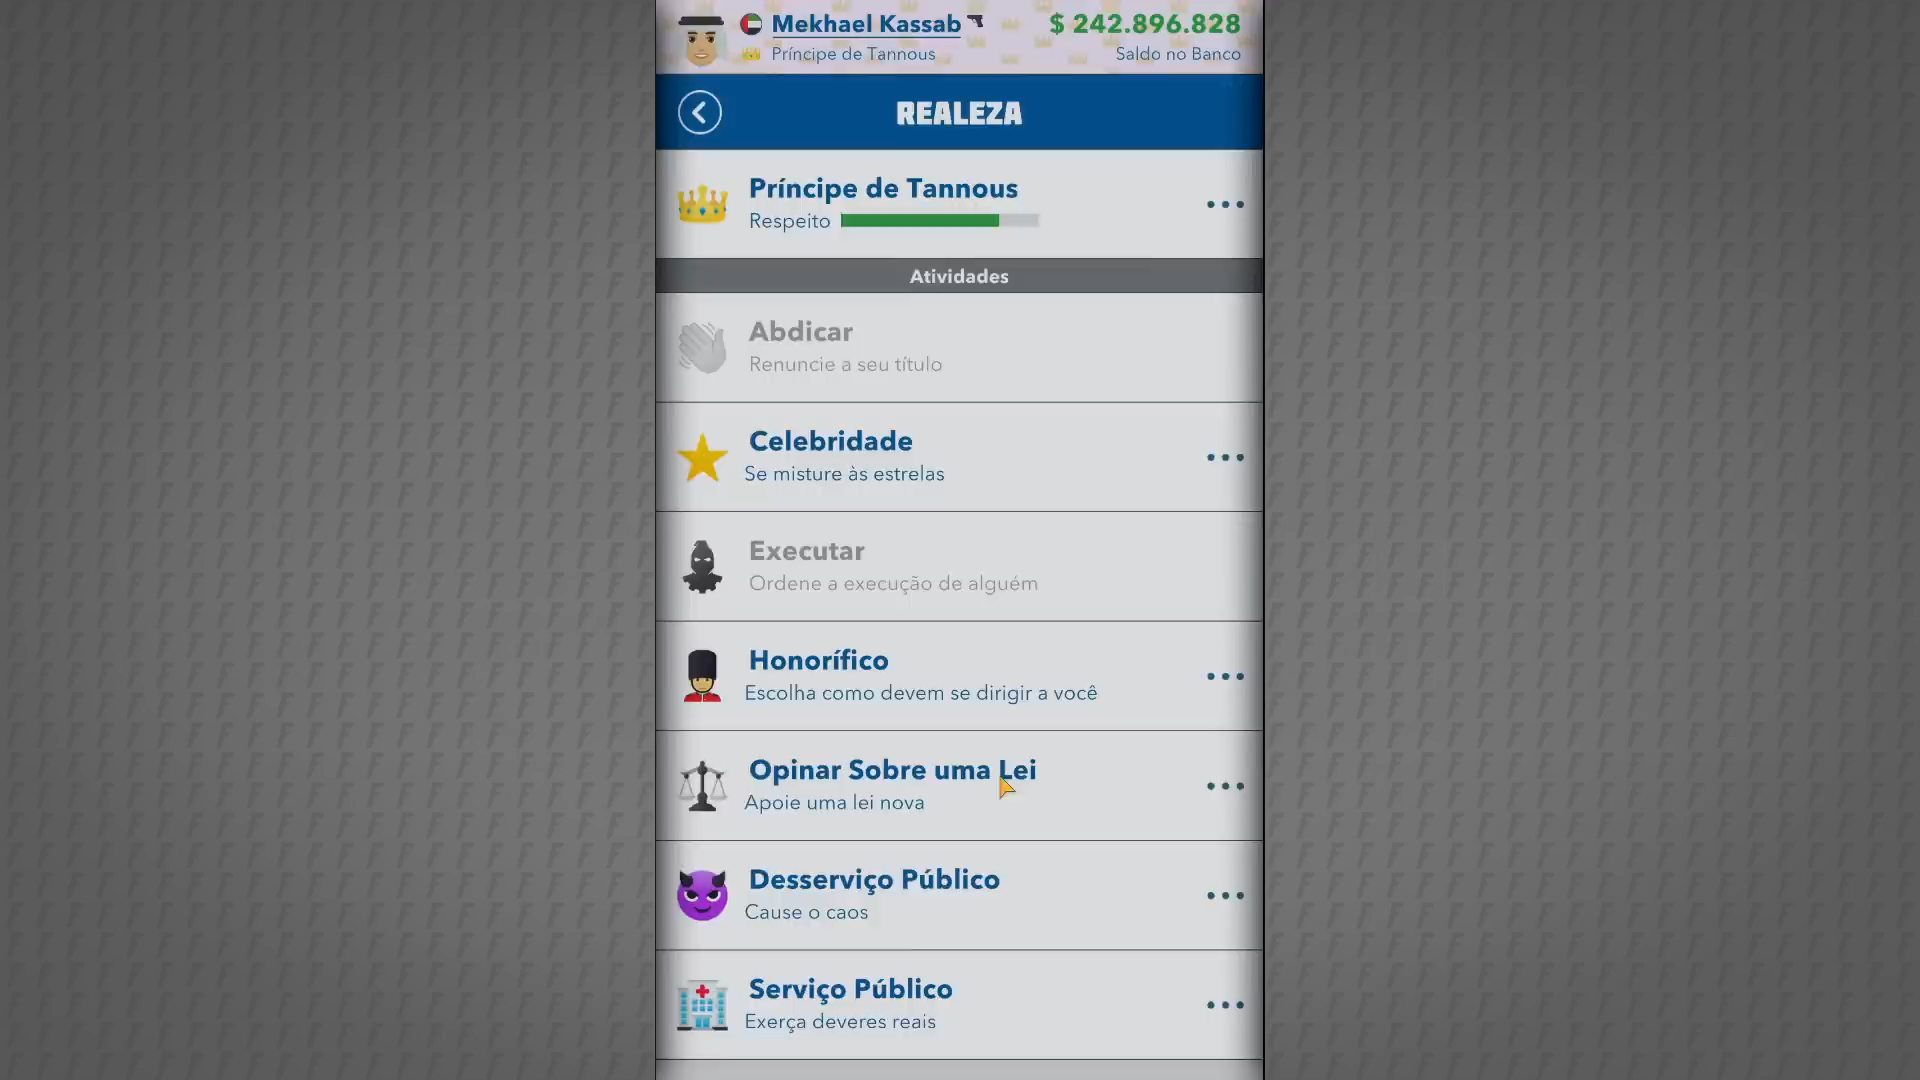 Mekhael Kassab
$ 242.896.828
Príncipe de Tannous
Saldo no Banco
REALEZA
Príncipe de Tannous
Respeito
Atividades
Abdicar
Renuncie a seu título
Celebridade
Se misture às estrelas
Executar
Ordene a execução de alguém
Honorífico
Escolha como devem se dirigir a você
Opinar Sobre uma Lei
Apoie uma lei nova
Desserviço Público
Cause o caos
Serviço Público
Exerça deveres reais